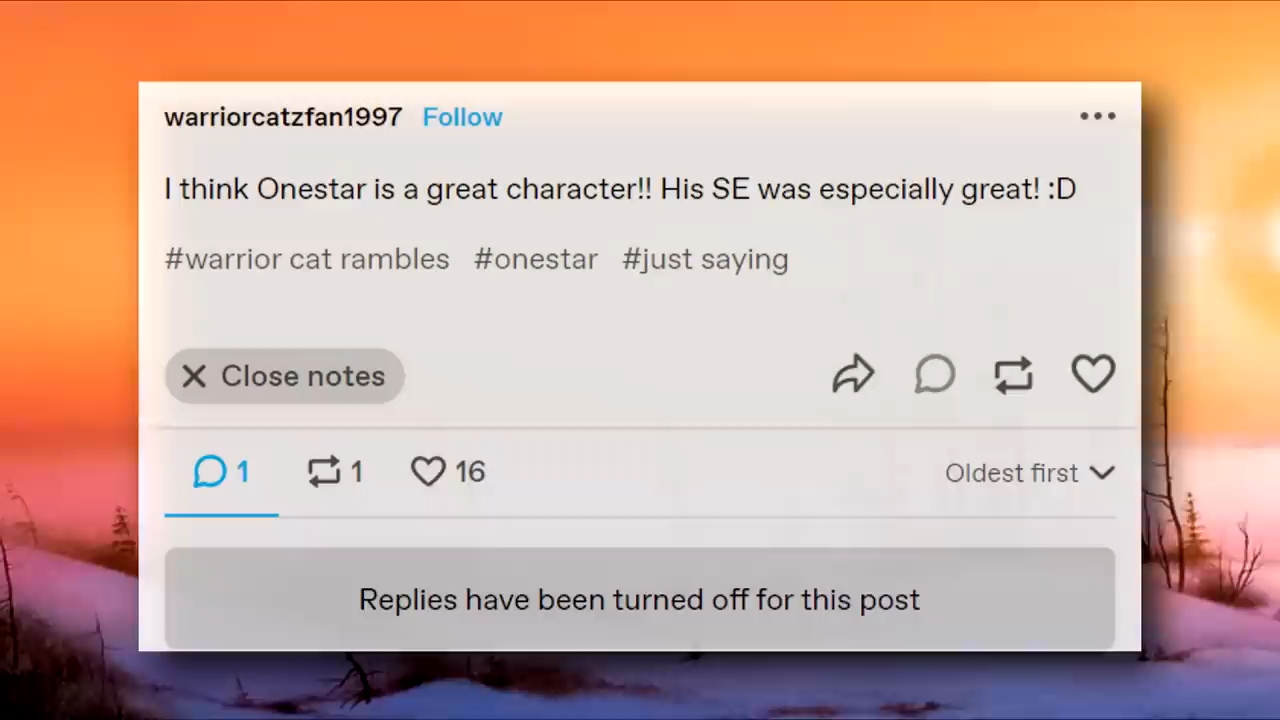 warriorcatzfan1997 Follow
I think Onestar is a great character!! His SE was especially great! :D
#warrior cat rambles #onestar #just saying
Close notes
1 1 16 Oldest first
Replies have been turned off for this post